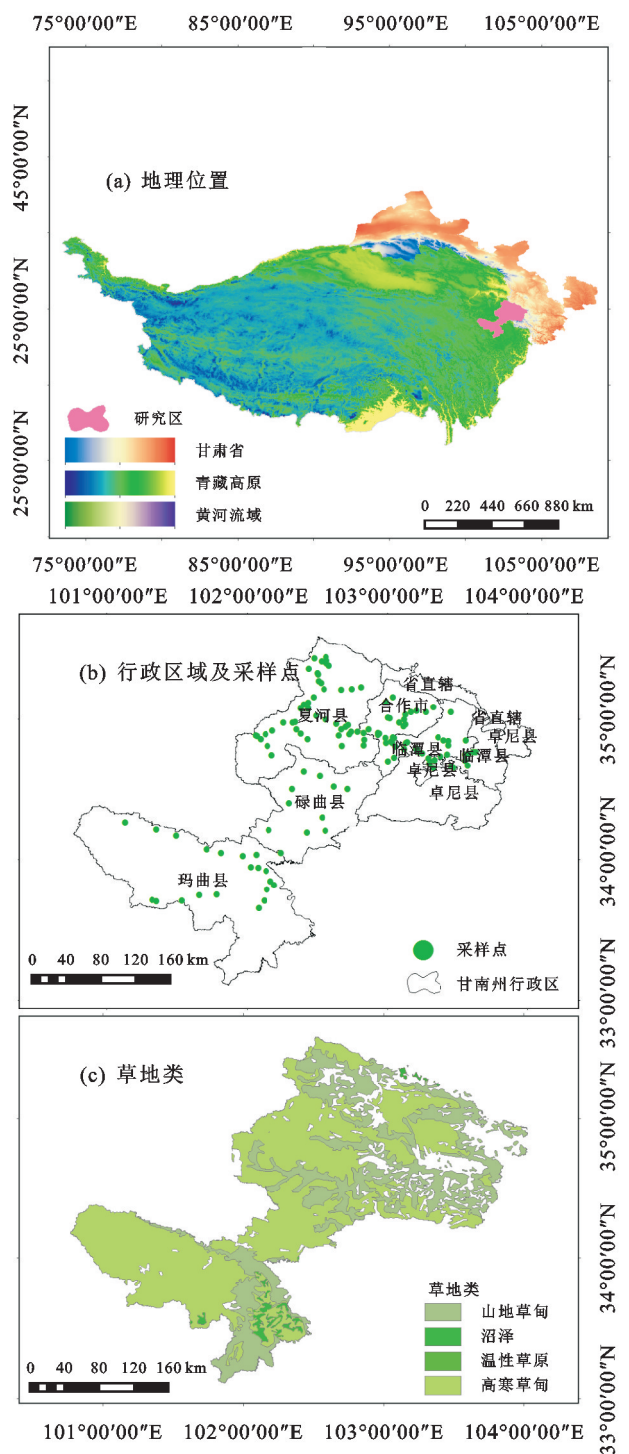 75°00′00″E 85°00′00″E 95°00′00″E 105°00′00″E
45°00′00″N
25°00′00″N
25°00′00″N
(a) 地理位置
研究区
甘肃省
青藏高原
黄河流域
0 220 440 660 880 km
75°00′00″E 85°00′00″E 95°00′00″E 105°00′00″E
101°00′00″E 102°00′00″E 103°00′00″E 104°00′00″E
(b) 行政区域及采样点
省直辖
合作市
夏河县
省直辖
卓尼县
临潭县
临潭县
卓尼县
卓尼县
碌曲县
玛曲县
采样点
甘南州行政区
0 40 80 120 160 km
35°00′00″N
34°00′00″N
33°00′00″N
(c) 草地类
草地类
山地草甸
沼泽
温性草原
高寒草甸
0 40 80 120 160 km
35°00′00″N
34°00′00″N
33°00′00″N
101°00′00″E 102°00′00″E 103°00′00″E 104°00′00″E